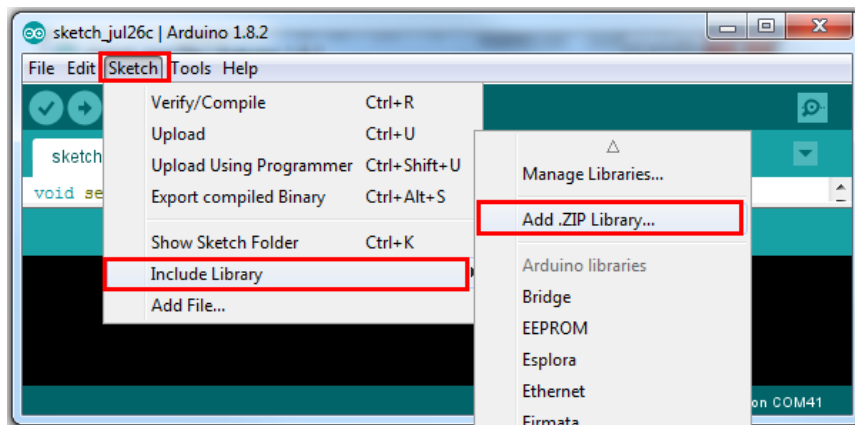 sketch_jul26c | Arduino 1.8.2
File Edit Sketch Tools Help
sketch
void se
Verify/Compile Ctrl+R
Upload Ctrl+U
Upload Using Programmer Ctrl+Shift+U
Export compiled Binary Ctrl+Alt+S
Show Sketch Folder Ctrl+K
Include Library
Add File...
Manage Libraries...
Add .ZIP Library...
Arduino libraries
Bridge
EEPROM
Esplora
Ethernet
Firmata
on COM41